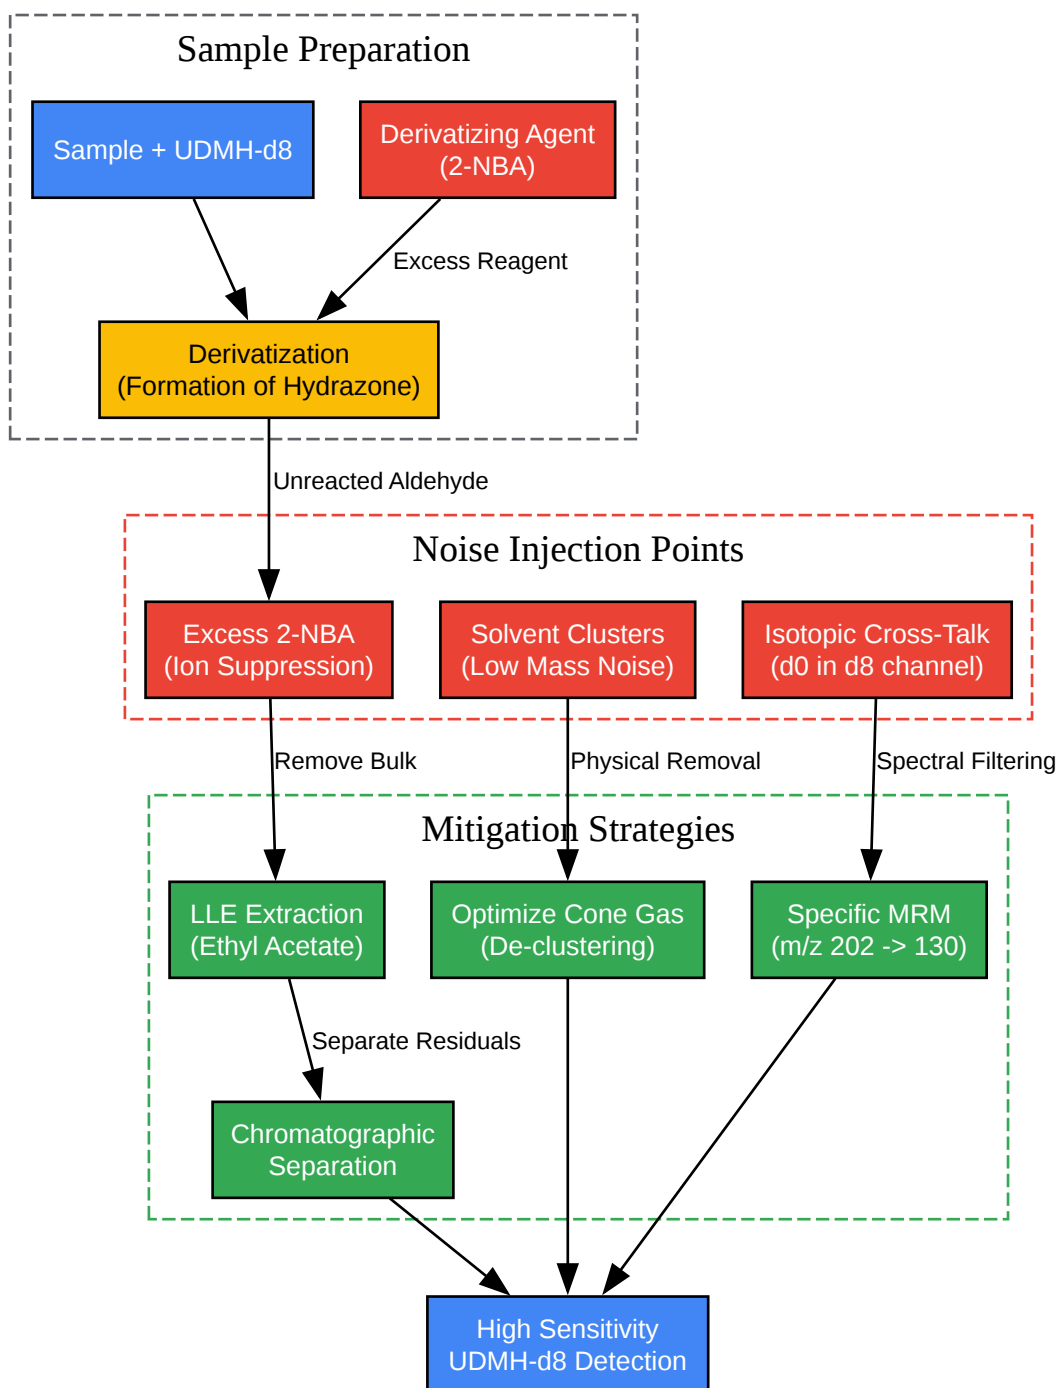 Sample Preparation
Sample + UDMH-d8
Derivatizing Agent
(2-NBA)
Excess Reagent
Derivatization
(Formation of Hydrazone)
Unreacted Aldehyde
Noise Injection Points
Excess 2-NBA
(Ion Suppression)
Solvent Clusters
(Low Mass Noise)
Isotopic Cross-Talk
(d0 in d8 channel)
Remove Bulk
Physical Removal
Spectral Filtering
Mitigation Strategies
LLE Extraction
(Ethyl Acetate)
Optimize Cone Gas
(De-clustering)
Specific MRM
(m/z 202 -> 130)
Separate Residuals
Chromatographic
Separation
High Sensitivity
UDMH-d8 Detection